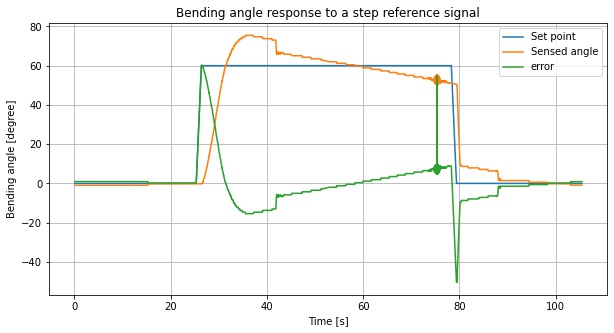 Bending angle response to a step reference signal
Set point
Sensed angle
error
Bending angle [degree]
80
60
40
20
0
−20
−40
0 20 40 60 80 100
Time [s]